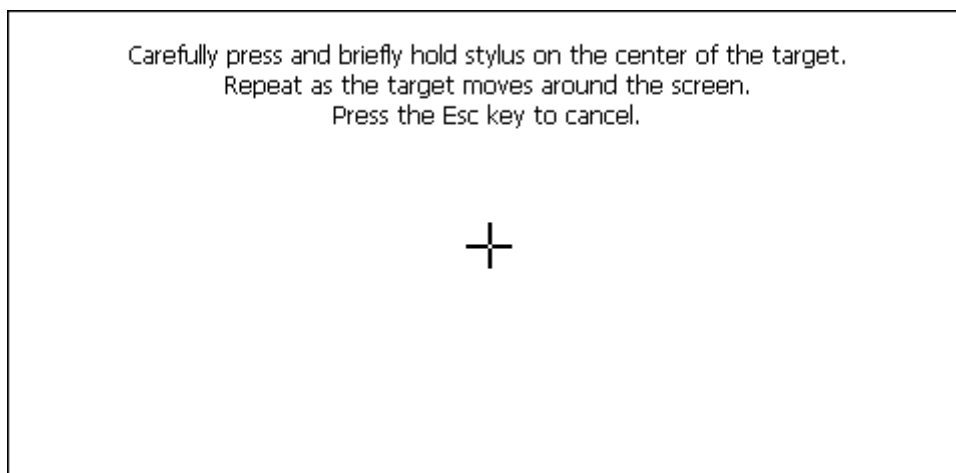 Carefully press and briefly hold stylus on the center of the target.
Repeat as the target moves around the screen.
Press the Esc key to cancel.